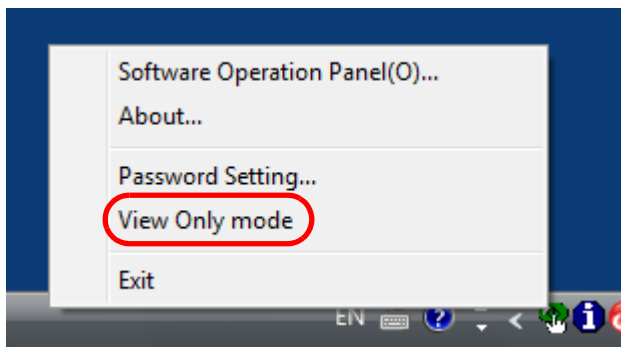 Software Operation Panel(O)...
About...
Password Setting...
View Only mode
Exit
EN